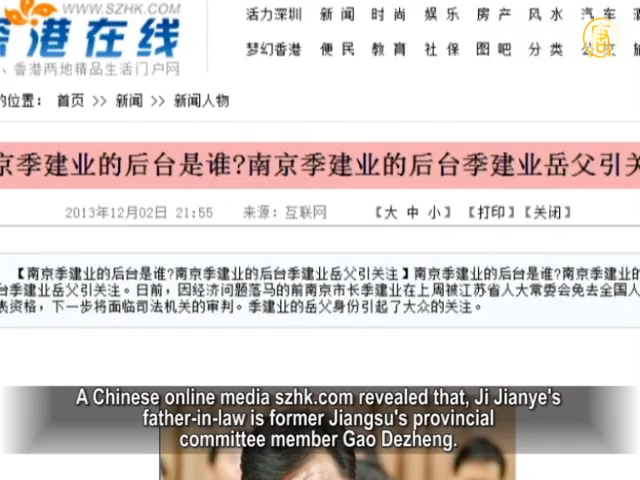 WWW.SZHK.COM
香港在线
、香港两地精品生活门户网
活力深圳 新闻 时尚 娱乐 房产 风水 汽车
梦幻香港 便民 教育 社保 图吧 分类
的位置： 首页 >> 新闻 >> 新闻人物
京季建业的后台是谁?南京季建业的后台季建业岳父引关
2013年12月02日 21:55 来源：互联网 【大 中 小】 【打印】【关闭】
【南京季建业的后台是谁?南京季建业的后台季建业岳父引关注】南京季建业的后台是谁?南京季建业的
台季建业岳父引关注。日前，因经济问题落马的前南京市长季建业在上周被江苏省人大常委会免去全国人
表资格，下一步将面临司法机关的审判。季建业的岳父身份引起了大众的关注。
A Chinese online media szhk.com revealed that, Ji Jianye's
father-in-law is former Jiangsu's provincial
committee member Gao Dezheng.